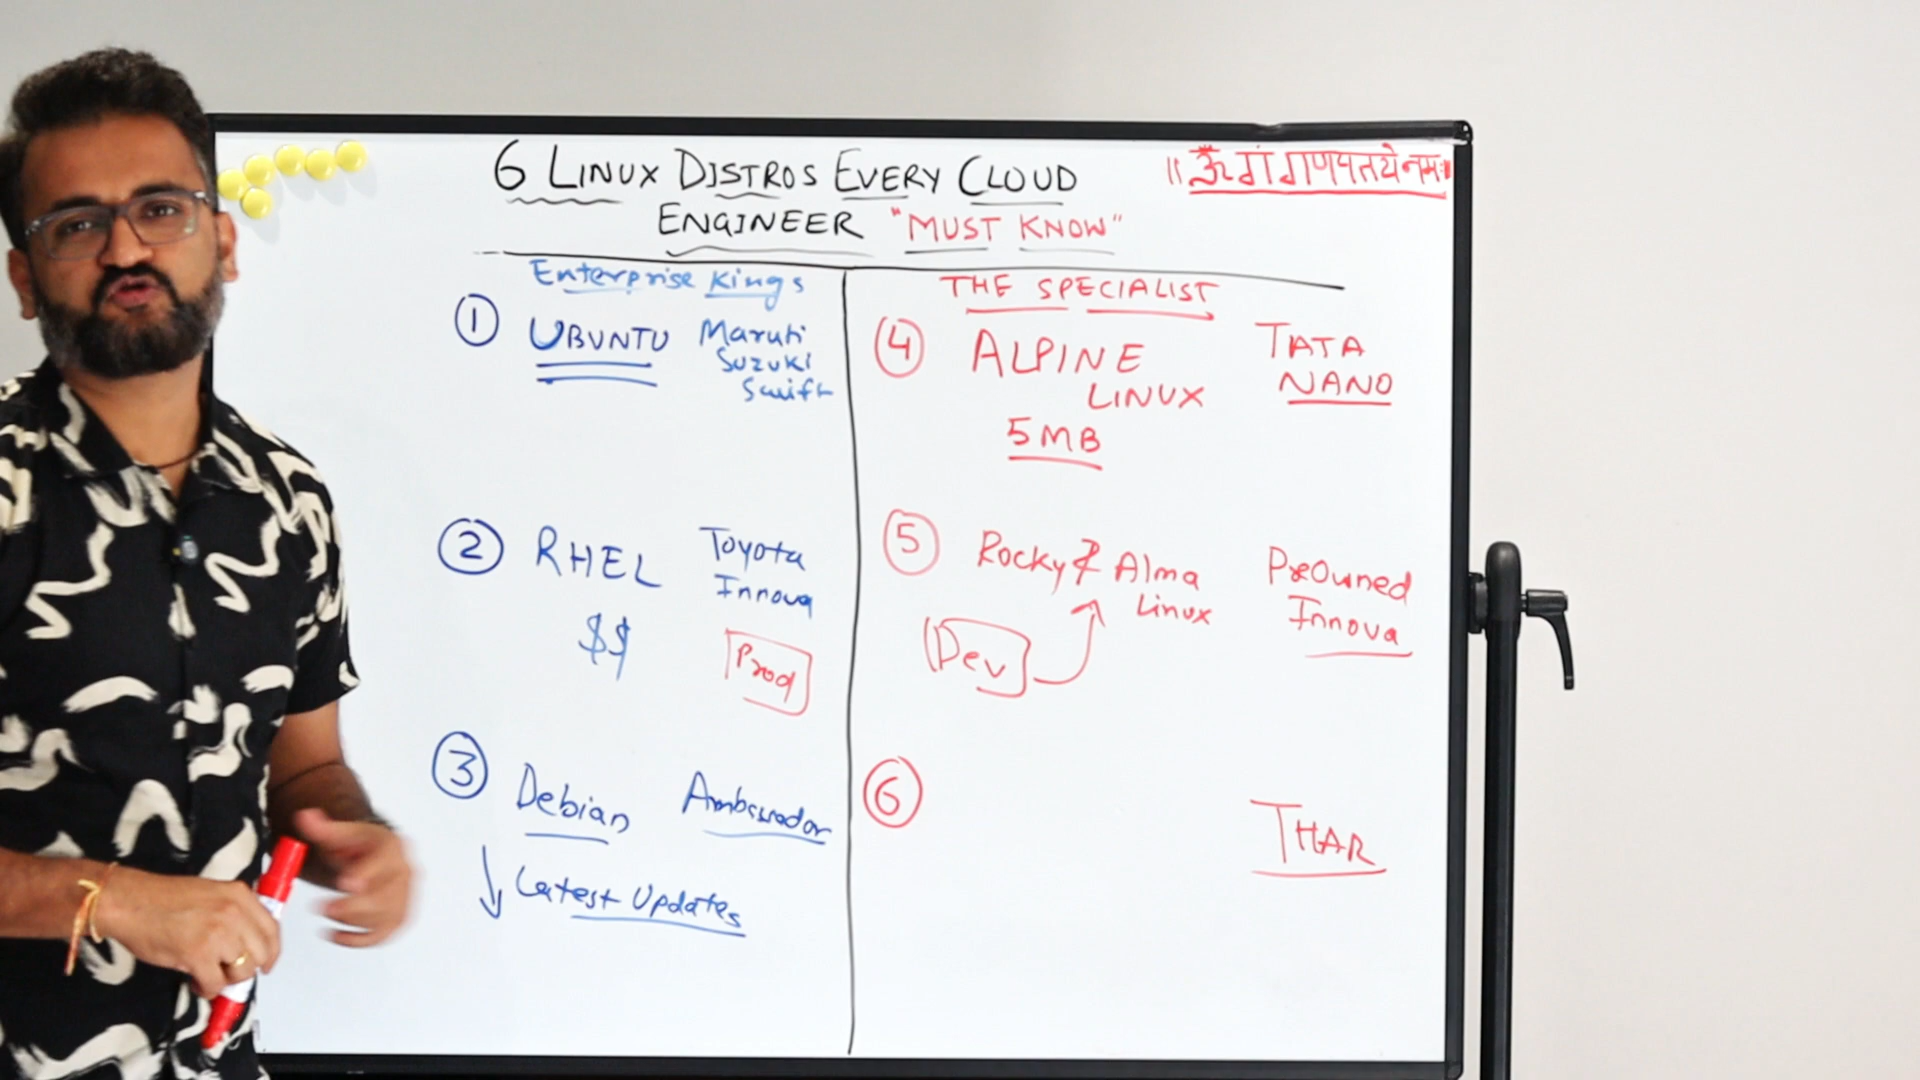 6 LINUX DISTROS EVERY CLOUD
ENGINEER "MUST KNOW"
॥ ॐ गं गणपतये नमः॥
Enterprise Kings
① UBUNTU Maruti
Suzuki
Swift
② RHEL Toyota
Innova
$$
Prod
③ Debian Ambassador
↓ Latest Updates
THE SPECIALIST
④ ALPINE TATA
LINUX NANO
5MB
⑤ Rocky & Alma PreOwned
Linux Innova
Dev
⑥ THAR